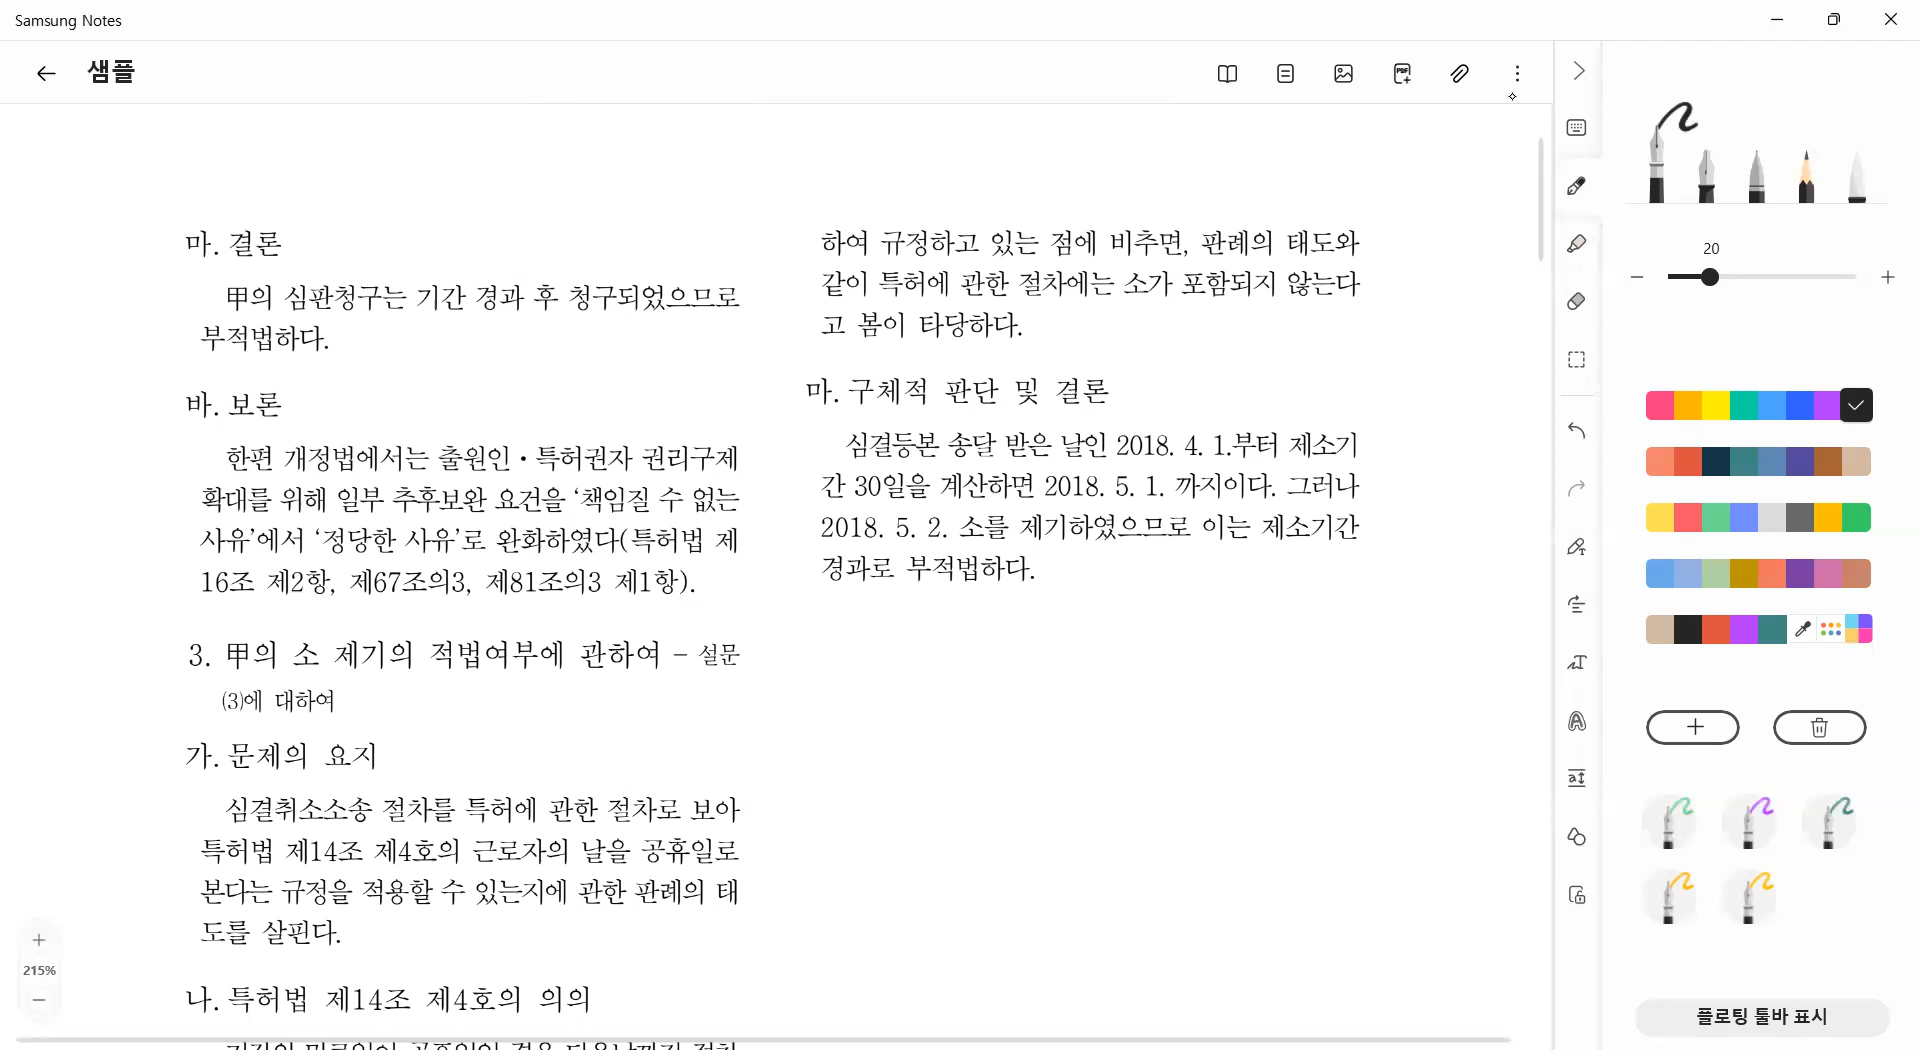 Samsung Notes
샘플
마. 결론
甲의 심판청구는 기간 경과 후 청구되었으므로
부적법하다.
바. 보론
한편 개정법에서는 출원인・특허권자 권리구제
확대를 위해 일부 추후보완 요건을 ‘책임질 수 없는
사유’에서 ‘정당한 사유’로 완화하였다(특허법 제
16조 제2항, 제67조의3, 제81조의3 제1항).
3. 甲의 소 제기의 적법여부에 관하여 – 설문
(3)에 대하여
가. 문제의 요지
심결취소소송 절차를 특허에 관한 절차로 보아
특허법 제14조 제4호의 근로자의 날을 공휴일로
본다는 규정을 적용할 수 있는지에 관한 판례의 태
도를 살핀다.
나. 특허법 제14조 제4호의 의의
하여 규정하고 있는 점에 비추면, 판례의 태도와
같이 특허에 관한 절차에는 소가 포함되지 않는다
고 봄이 타당하다.
마. 구체적 판단 및 결론
심결등본 송달 받은 날인 2018. 4. 1.부터 제소기
간 30일을 계산하면 2018. 5. 1. 까지이다. 그러나
2018. 5. 2. 소를 제기하였으므로 이는 제소기간
경과로 부적법하다.
215%
20
플로팅 툴바 표시